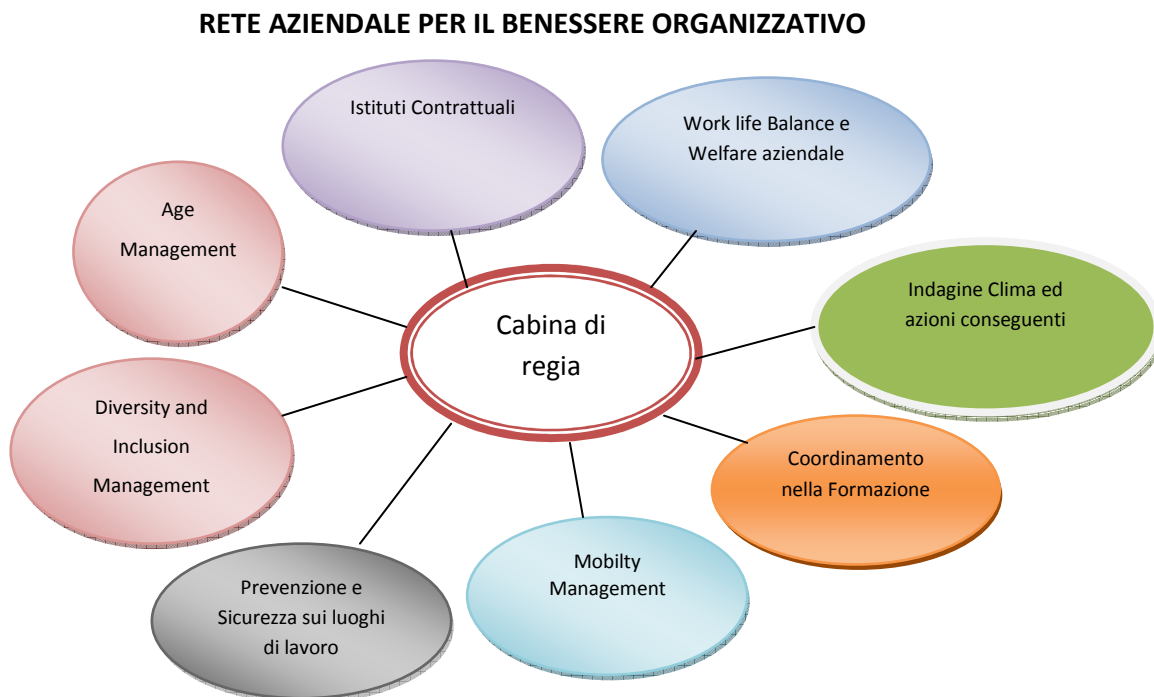 RETE AZIENDALE PER IL BENESSERE ORGANIZZATIVO
Istituti Contrattuali
Work life Balance e
Welfare aziendale
Age
Management
Indagine Clima ed
azioni conseguenti
Cabina di
regia
Diversity and
Inclusion
Management
Coordinamento
nella Formazione
Mobilty
Management
Prevenzione e
Sicurezza sui luoghi
di lavoro